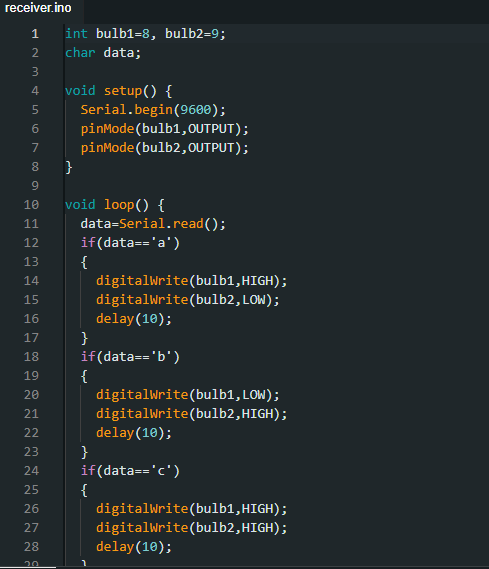 receiver.ino
1 int bulb1=8, bulb2=9;
2 char data;
3
4 void setup() {
5 Serial.begin(9600);
6 pinMode(bulb1,OUTPUT);
7 pinMode(bulb2,OUTPUT);
8 }
9
10 void loop() {
11 data=Serial.read();
12 if(data=='a')
13 {
14 digitalWrite(bulb1,HIGH);
15 digitalWrite(bulb2,LOW);
16 delay(10);
17 }
18 if(data=='b')
19 {
20 digitalWrite(bulb1,LOW);
21 digitalWrite(bulb2,HIGH);
22 delay(10);
23 }
24 if(data=='c')
25 {
26 digitalWrite(bulb1,HIGH);
27 digitalWrite(bulb2,HIGH);
28 delay(10);
29 }